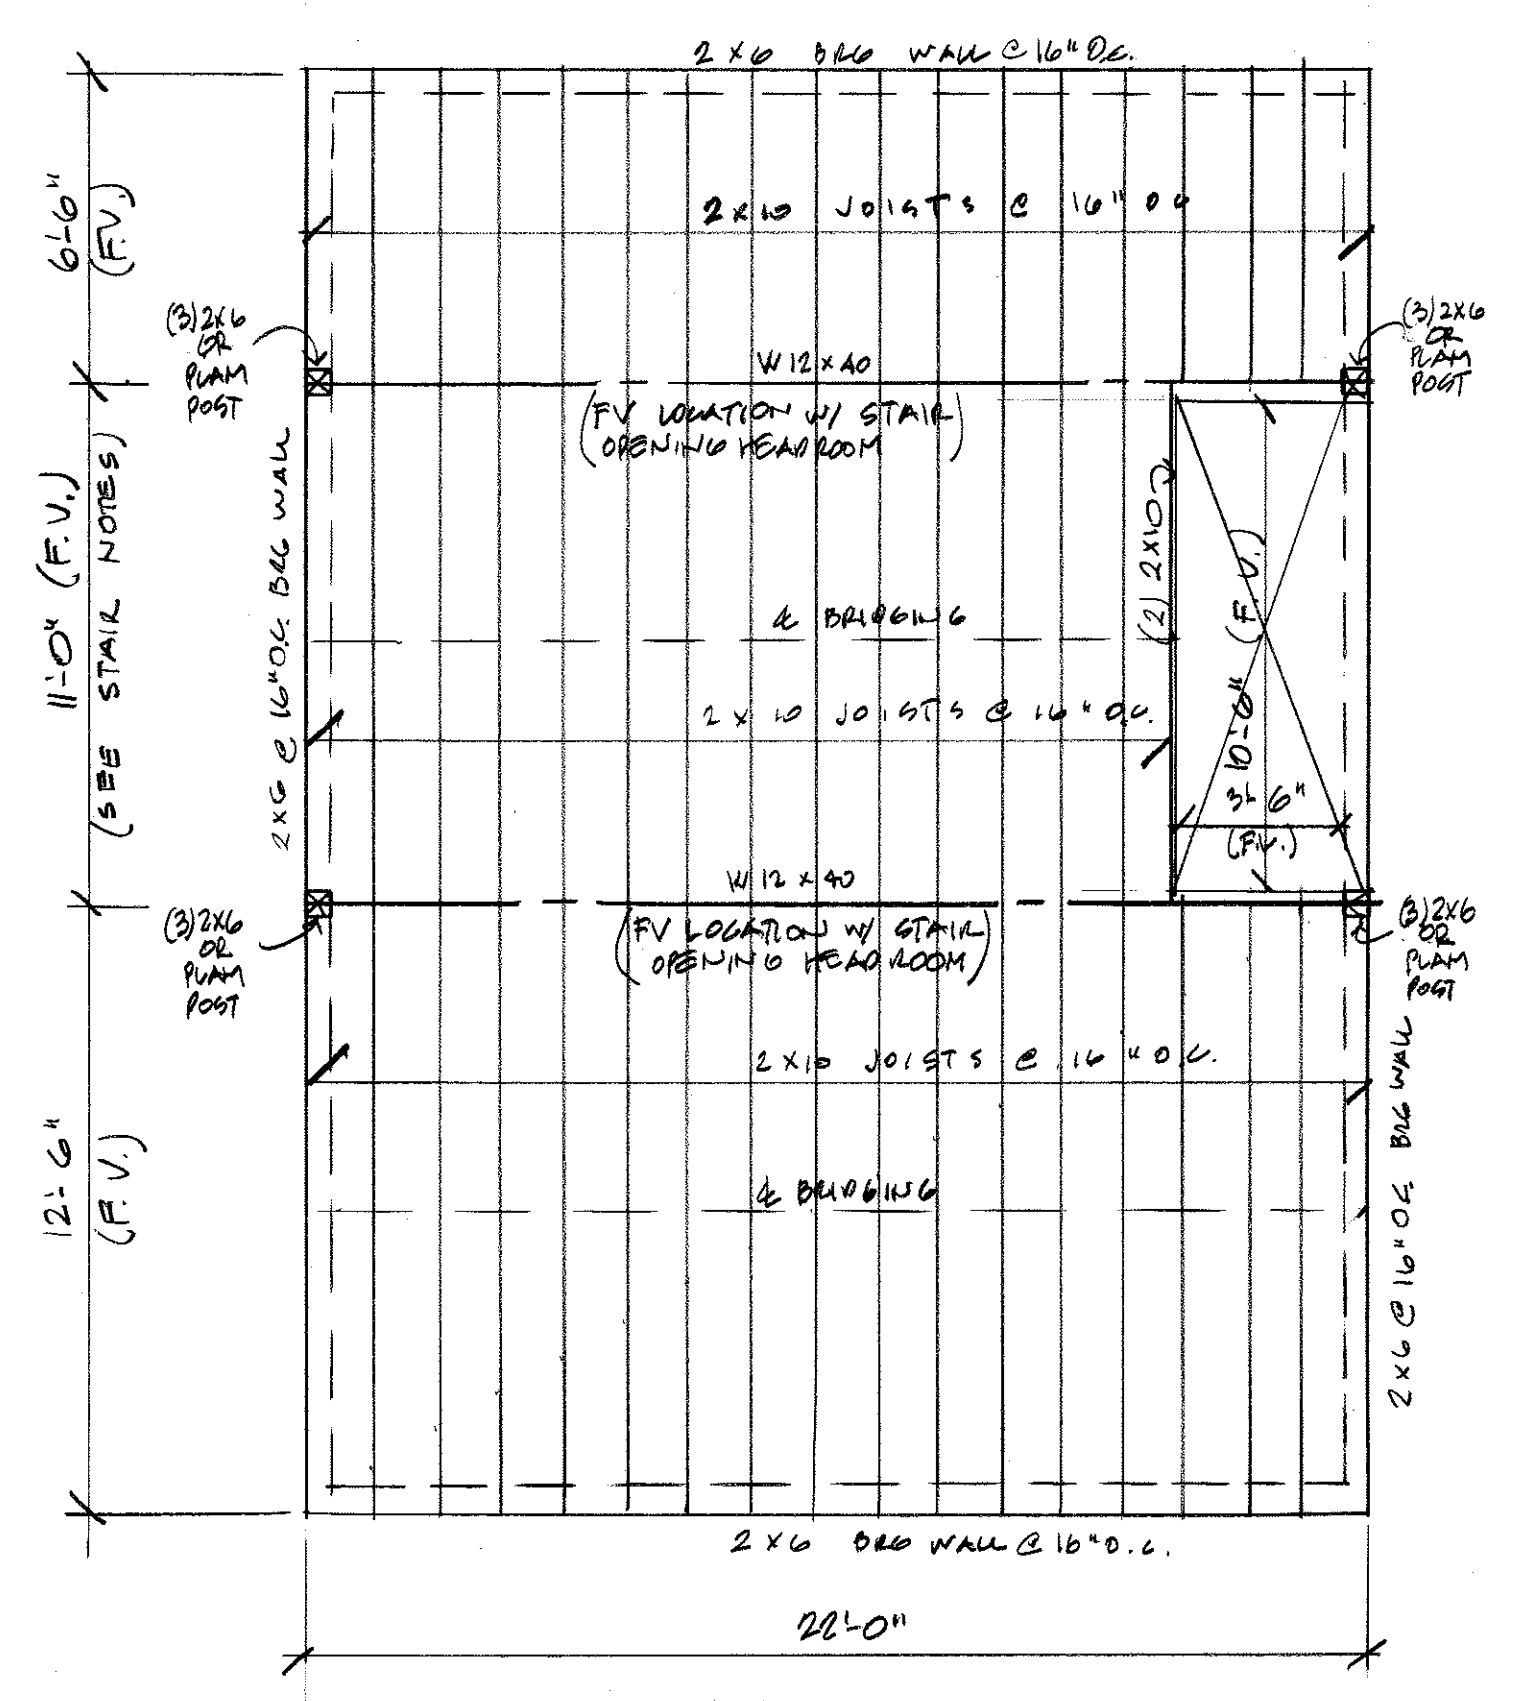 2 x 6 BRG WALL @ 16" O.C.
6'-6"
(F.V.)
2 x 10 JOISTS @ 16" O C
(3) 2X6
OR
PLAM
POST
(3) 2X6
OR
PLAM
POST
W 12 x 40
(FV LOCATION W/ STAIR
OPENING HEADROOM)
11'-0" (F.V.)
(SEE STAIR NOTES)
2X6 @ 16" O.C. BRG WALL
(2) 2X10
10'-6" (F.V.)
℄ BRIDGING
2 x 10 JOISTS @ 16" O.C.
3'-6"
(F.V.)
W 12 x 40
(FV LOCATION W/ STAIR
OPENING HEADROOM)
(3) 2X6
OR
PLAM
POST
(3) 2X6
OR
PLAM
POST
2 X 10 JOISTS @ 16" O.C.
12'-6"
(F.V.)
℄ BRIDGING
2 x 6 @ 16" O.C. BRG WALL
2 X 6 BRG WALL @ 16" O.C.
22'-0"